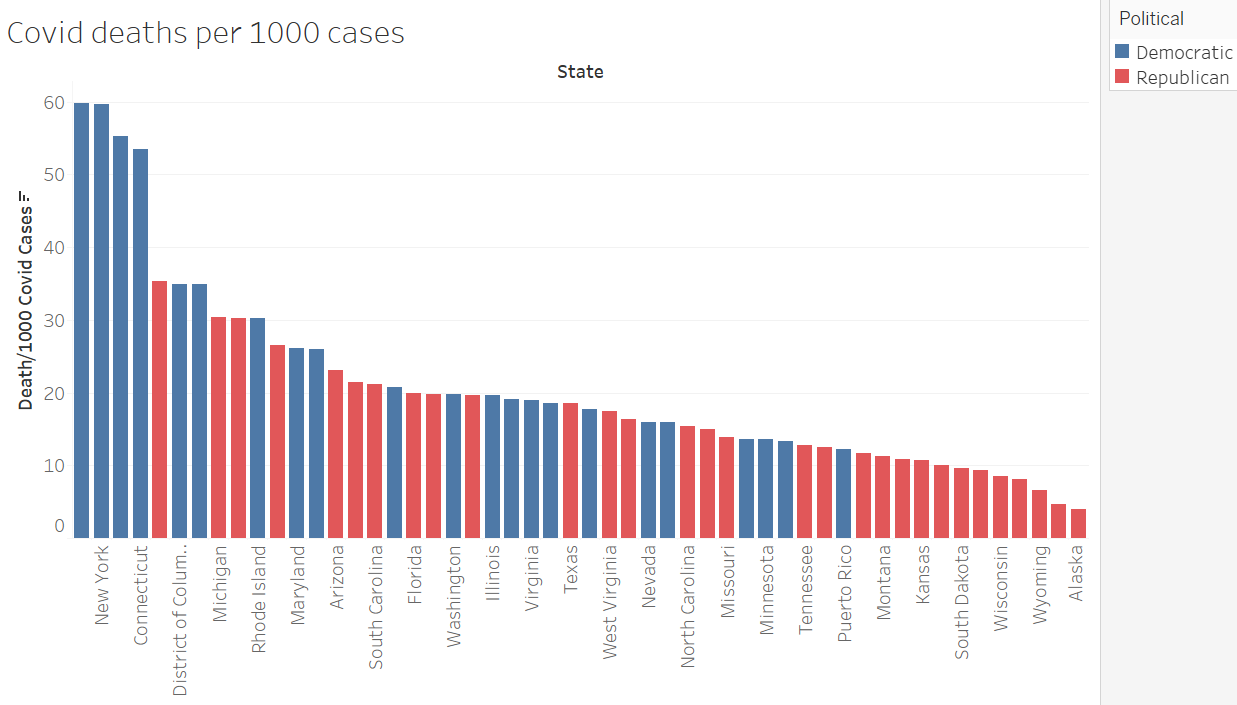 Covid deaths per 1000 cases
Political
Democratic
Republican
State
Death/1000 Covid Cases
60
50
40
30
20
10
0
New York
Connecticut
District of Colum..
Michigan
Rhode Island
Maryland
Arizona
South Carolina
Florida
Washington
Illinois
Virginia
Texas
West Virginia
Nevada
North Carolina
Missouri
Minnesota
Tennessee
Puerto Rico
Montana
Kansas
South Dakota
Wisconsin
Wyoming
Alaska